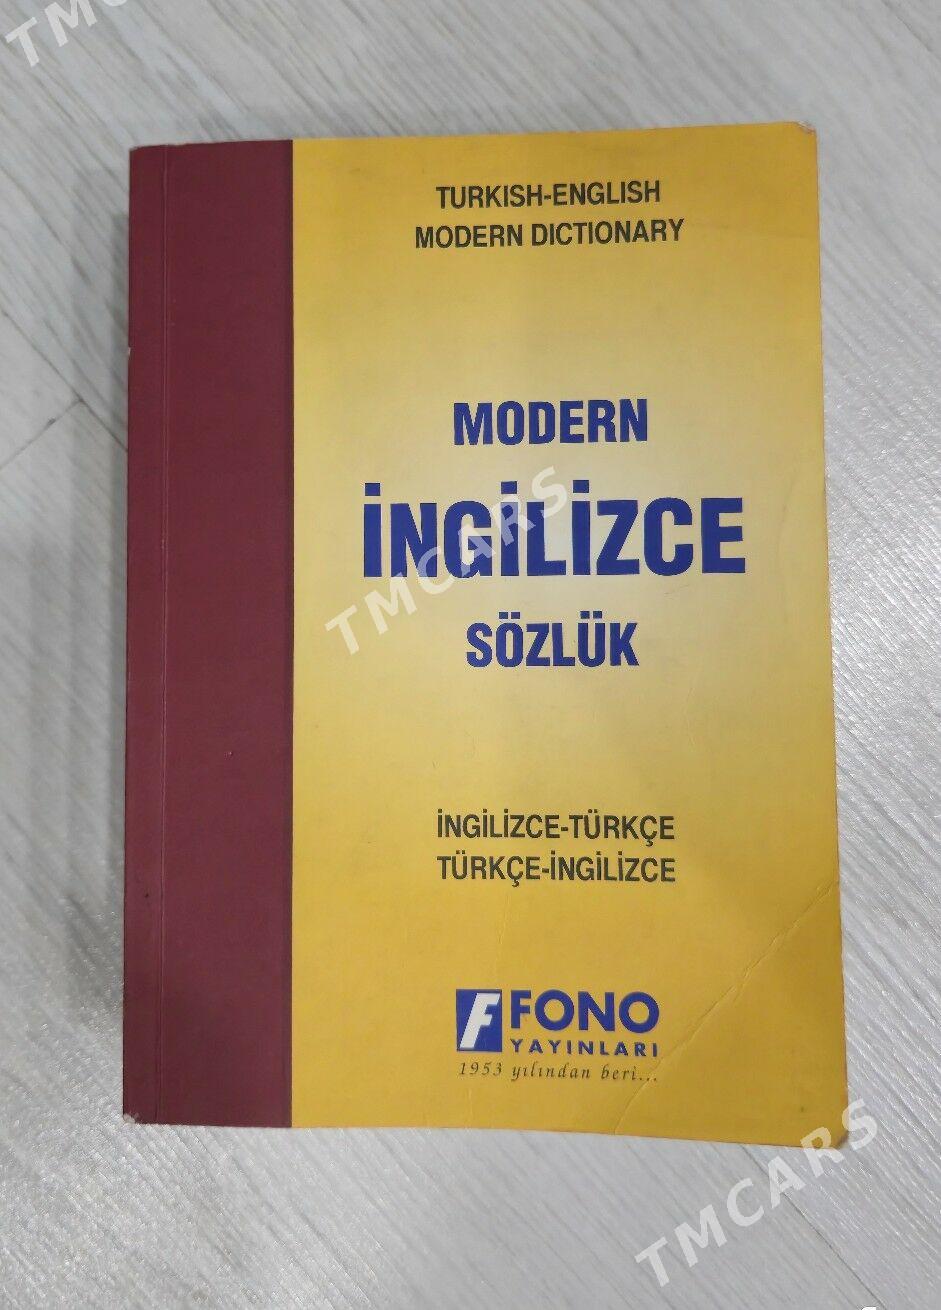 TMCARS
TURKISH-ENGLISH
MODERN DICTIONARY
MODERN
İNGİLİZCE
TMCARS
SÖZLÜK
İNGİLİZCE-TÜRKÇE
TÜRKÇE-İNGİLİZCE
F FONO
YAYINLARI
1953 yılından beri...
TMCARS